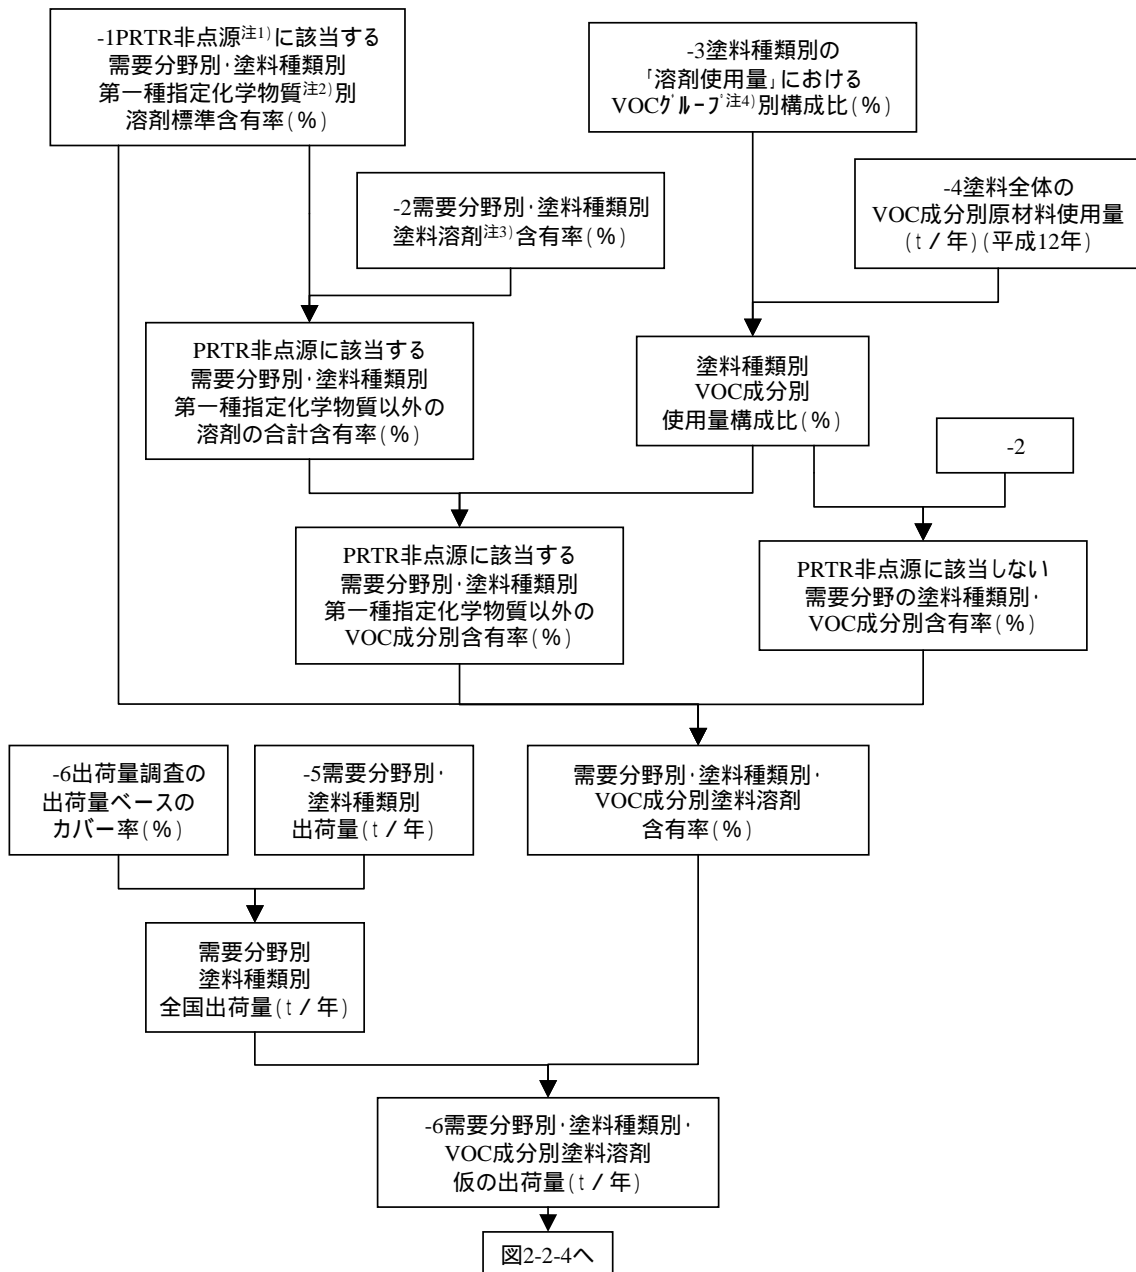 -1PRTR非点源注1)に該当する
需要分野別・塗料種類別
第一種指定化学物質注2)別
溶剤標準含有率(%)
-3塗料種類別の
「溶剤使用量」における
VOCグループ注4)別構成比(%)
-2需要分野別・塗料種類別
塗料溶剤注3)含有率(%)
-4塗料全体の
VOC成分別原材料使用量
(t/年)(平成12年)
PRTR非点源に該当する
需要分野別・塗料種類別
第一種指定化学物質以外の
溶剤の合計含有率(%)
塗料種類別
VOC成分別
使用量構成比(%)
-2
PRTR非点源に該当する
需要分野別・塗料種類別
第一種指定化学物質以外の
VOC成分別含有率(%)
PRTR非点源に該当しない
需要分野の塗料種類別・
VOC成分別含有率(%)
-6出荷量調査の
出荷量ベースの
カバー率(%)
-5需要分野別・
塗料種類別
出荷量(t/年)
需要分野別・塗料種類別・
VOC成分別塗料溶剤
含有率(%)
需要分野別
塗料種類別
全国出荷量(t/年)
-6需要分野別・塗料種類別・
VOC成分別塗料溶剤
仮の出荷量(t/年)
図2-2-4へ